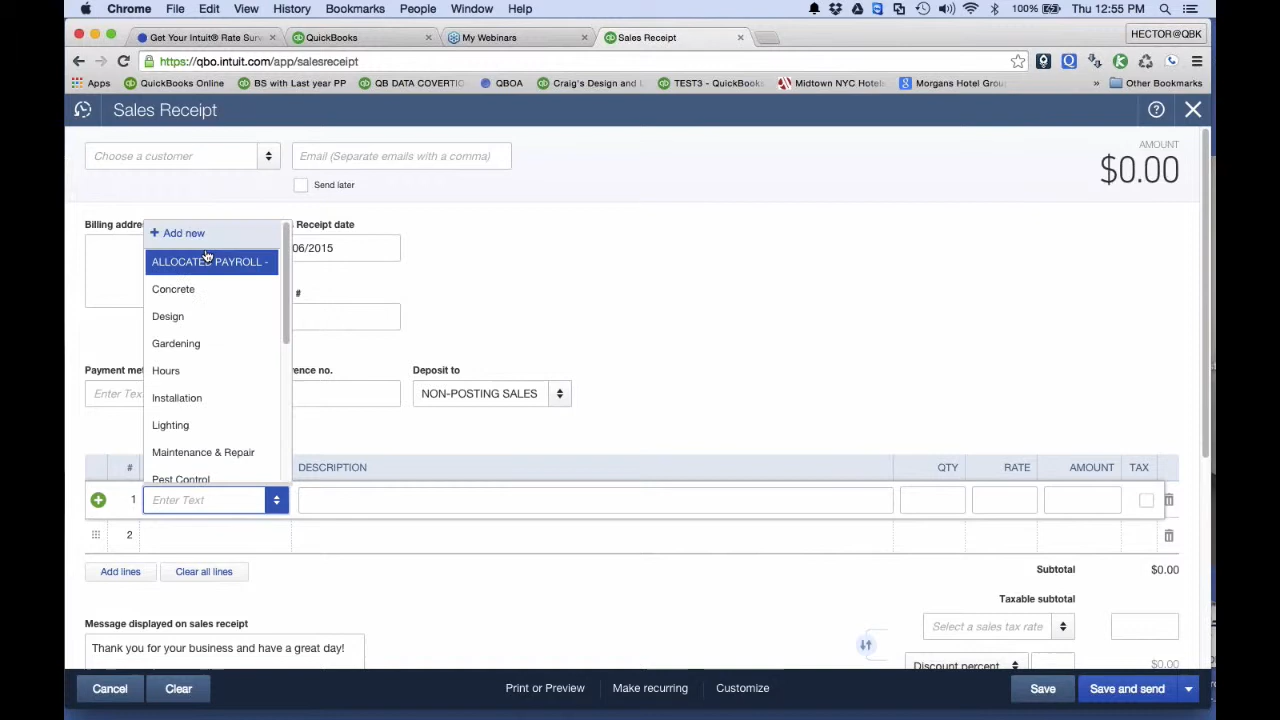 Chrome File Edit View History Bookmarks People Window Help 100% Thu 12:55 PM
Get Your Intuit® Rate Surv QuickBooks My Webinars Sales Receipt HECTOR@QBK
https://qbo.intuit.com/app/salesreceipt
Apps QuickBooks Online BS with Last year PP QB DATA COVERTIO QBOA Craig's Design and L TEST3 - QuickBooks Midtown NYC Hotels Morgans Hotel Group Other Bookmarks
Sales Receipt
AMOUNT
Choose a customer Email (Separate emails with a comma) $0.00
Send later
Billing addre Receipt date
+ Add new
06/2015
ALLOCATED PAYROLL -
Concrete #
Design
Gardening
Payment met ence no. Deposit to
Hours
Enter Tex NON-POSTING SALES
Installation
Lighting
Maintenance & Repair
# DESCRIPTION QTY RATE AMOUNT TAX
Pest Control
1 Enter Text
2
Add lines Clear all lines Subtotal $0.00
Taxable subtotal
Message displayed on sales receipt Select a sales tax rate
Thank you for your business and have a great day!
Discount percent $0.00
Cancel Clear Print or Preview Make recurring Customize Save Save and send